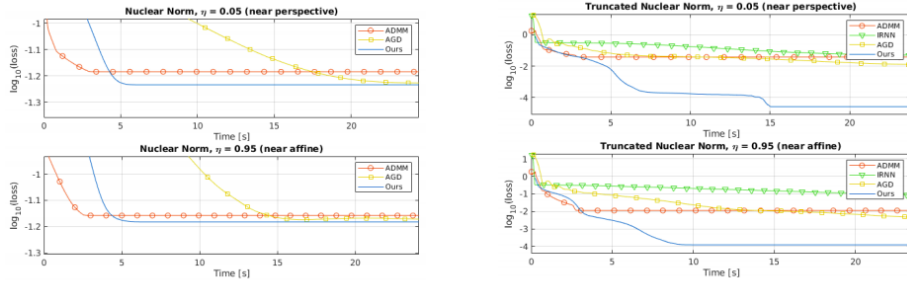 Nuclear Norm, η = 0.05 (near perspective)
-1
-1.1
-1.2
-1.3
log10(loss)
ADMM
AGD
Ours
0
5
10
15
20
Time [s]
Truncated Nuclear Norm, η = 0.05 (near perspective)
0
-2
-4
log10(loss)
ADMM
IRNN
AGD
Ours
0
5
10
15
20
Time [s]
Nuclear Norm, η = 0.95 (near affine)
-1
-1.1
-1.2
-1.3
log10(loss)
ADMM
AGD
Ours
0
5
10
15
20
Time [s]
Truncated Nuclear Norm, η = 0.95 (near affine)
1
0
-1
-2
-3
-4
log10(loss)
ADMM
IRNN
AGD
Ours
0
5
10
15
20
Time [s]